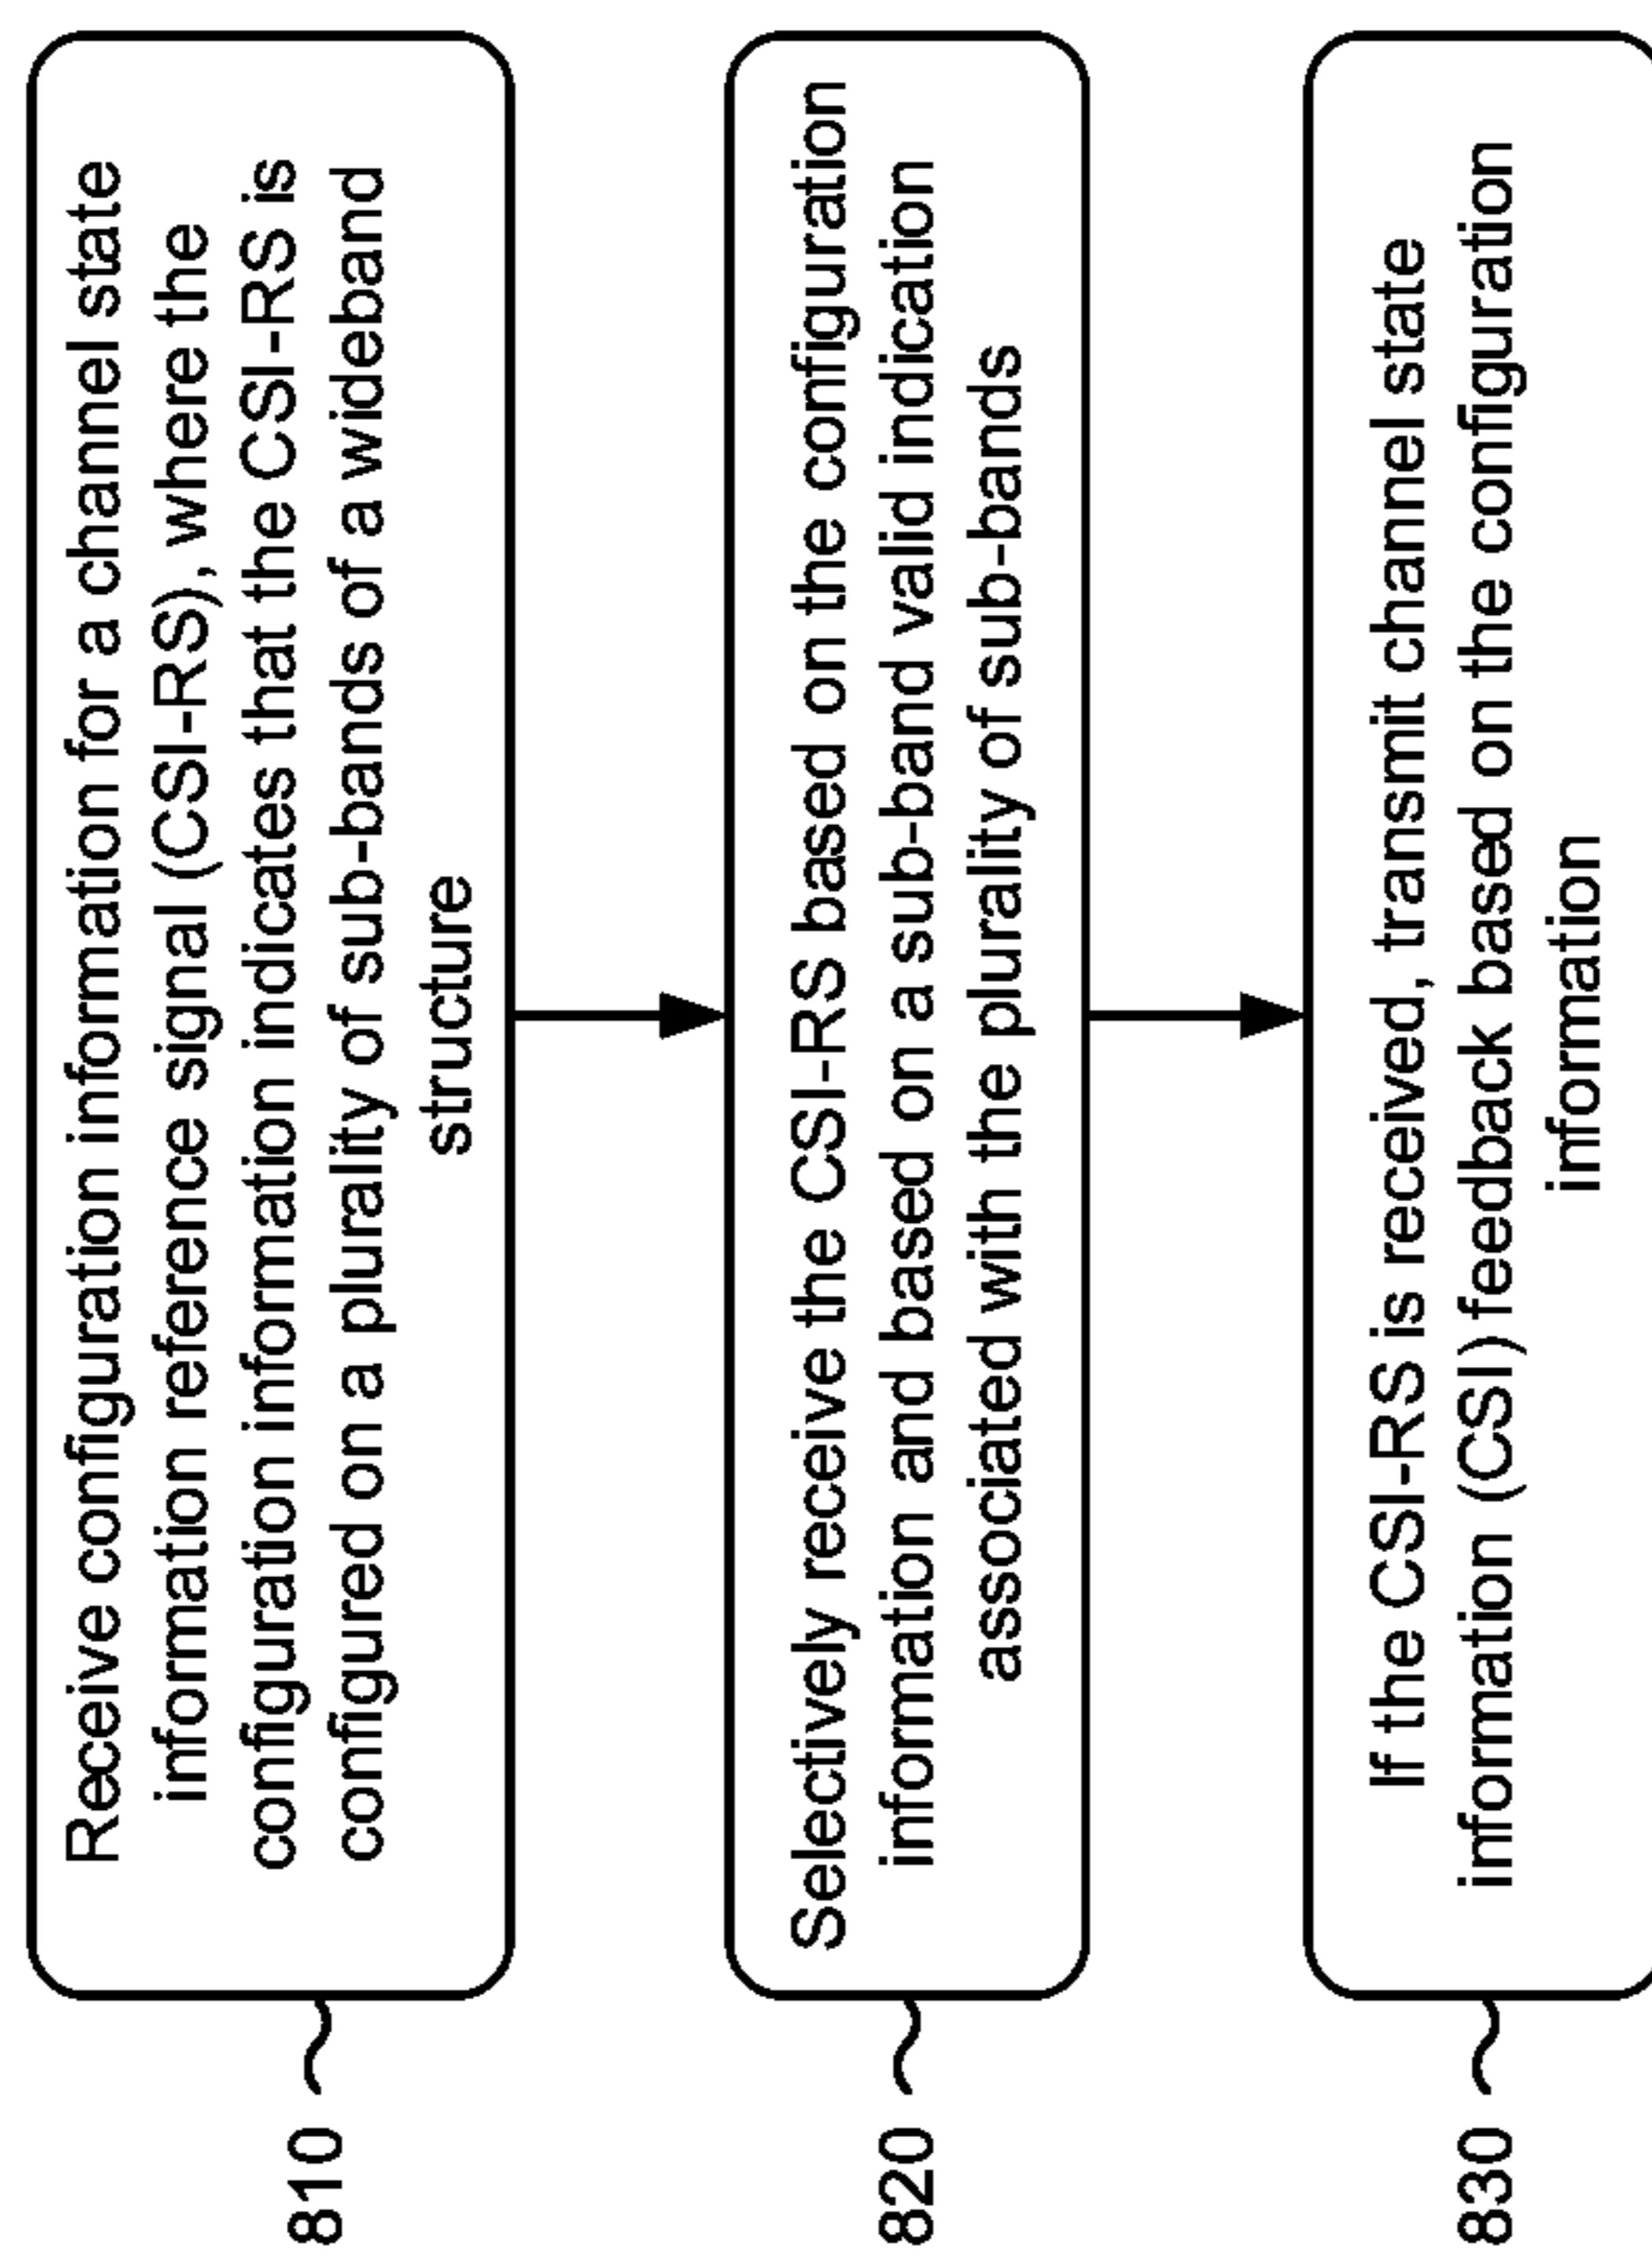 810
Receive configuration information for a channel state
information reference signal (CSI-RS), where the
configuration information indicates that the CSI-RS is
configured on a plurality of sub-bands of a wideband
structure
820
Selectively receive the CSI-RS based on the configuration
information and based on a sub-band valid indication
associated with the plurality of sub-bands
830
If the CSI-RS is received, transmit channel state
information (CSI) feedback based on the configuration
information